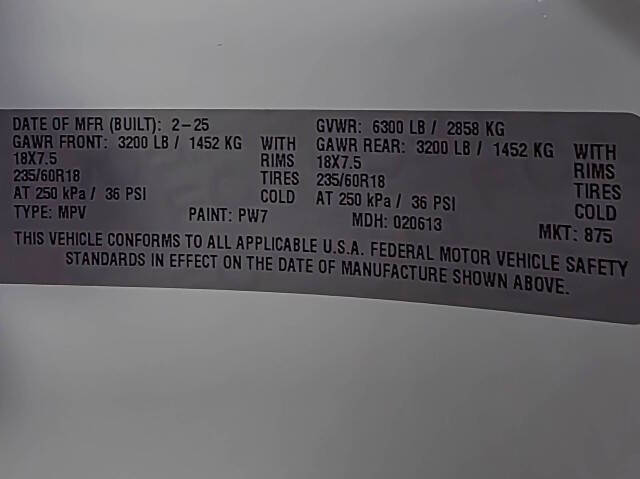 DATE OF MFR (BUILT): 2-25 GVWR: 6300 LB / 2858 KG
GAWR FRONT: 3200 LB / 1452 KG WITH GAWR REAR: 3200 LB / 1452 KG WITH
18X7.5 RIMS 18X7.5 RIMS
235/60R18 TIRES 235/60R18 TIRES
AT 250 kPa / 36 PSI COLD AT 250 kPa / 36 PSI COLD
TYPE: MPV PAINT: PW7 MDH: 020613 MKT: 875
THIS VEHICLE CONFORMS TO ALL APPLICABLE U.S.A. FEDERAL MOTOR VEHICLE SAFETY
STANDARDS IN EFFECT ON THE DATE OF MANUFACTURE SHOWN ABOVE.